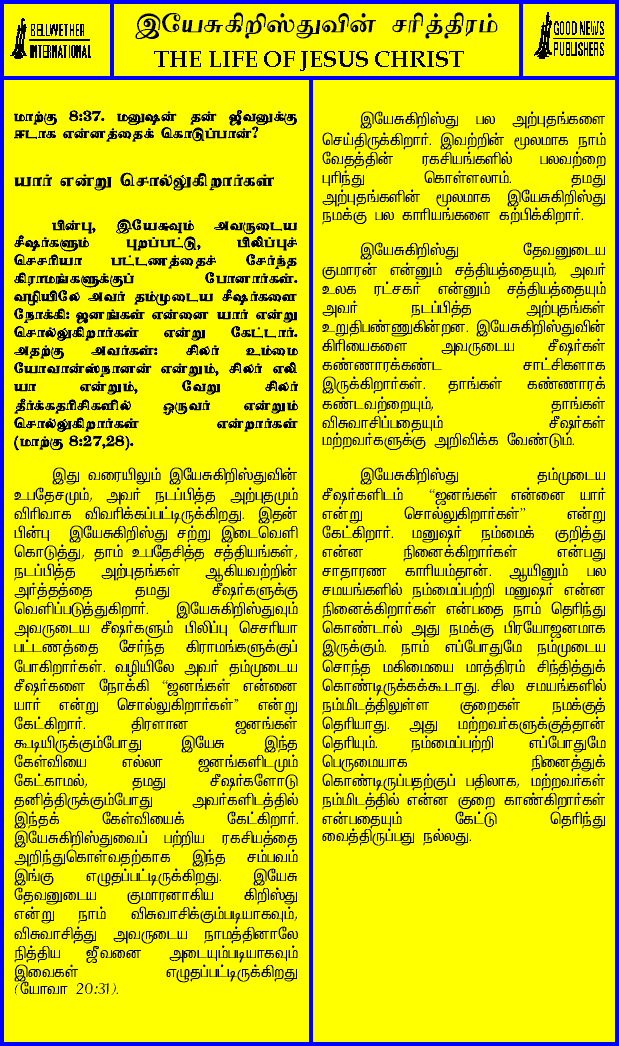 BELLWETHER
INTERNATIONAL
இயேசுகிறிஸ்துவின் சரித்திரம்
THE LIFE OF JESUS CHRIST
GOOD NEWS
PUBLISHERS
மாற்கு 8:37. மனுஷன் தன் ஜீவனுக்கு
ஈடாக என்னத்தைக் கொடுப்பான்?
யார் என்று சொல்லுகிறார்கள்
பின்பு, இயேசுவும் அவருடைய
சீஷர்களும் புறப்பட்டு, பிலிப்புச்
செசரியா பட்டணத்தைச் சேர்ந்த
கிராமங்களுக்குப் போனார்கள்.
வழியிலே அவர் தம்முடைய சீஷர்களை
நோக்கி: ஜனங்கள் என்னை யார் என்று
சொல்லுகிறார்கள் என்று கேட்டார்.
அதற்கு அவர்கள்: சிலர் உம்மை
யோவான்ஸ்நானன் என்றும், சிலர் எலி
யா என்றும், வேறு சிலர்
தீர்க்கதரிசிகளில் ஒருவர் என்றும்
சொல்லுகிறார்கள் என்றார்கள்
(மாற்கு 8:27,28).
இது வரையிலும் இயேசுகிறிஸ்துவின்
உபதேசமும், அவர் நடப்பித்த அற்புதமும்
விரிவாக விவரிக்கப்பட்டிருக்கிறது. இதன்
பின்பு இயேசுகிறிஸ்து சற்று இடைவெளி
கொடுத்து, தாம் உபதேசித்த சத்தியங்கள்,
நடப்பித்த அற்புதங்கள் ஆகியவற்றின்
அர்த்தத்தை தமது சீஷர்களுக்கு
வெளிப்படுத்துகிறார். இயேசுகிறிஸ்துவும்
அவருடைய சீஷர்களும் பிலிப்பு செசரியா
பட்டணத்தை சேர்ந்த கிராமங்களுக்குப்
போகிறார்கள். வழியிலே அவர் தம்முடைய
சீஷர்களை நோக்கி “ஜனங்கள் என்னை
யார் என்று சொல்லுகிறார்கள்” என்று
கேட்கிறார். திரளான ஜனங்கள்
கூடியிருக்கும்போது இயேசு இந்த
கேள்வியை எல்லா ஜனங்களிடமும்
கேட்காமல், தமது சீஷர்களோடு
தனித்திருக்கும்போது அவர்களிடத்தில்
இந்தக் கேள்வியைக் கேட்கிறார்.
இயேசுகிறிஸ்துவைப் பற்றிய ரகசியத்தை
அறிந்துகொள்வதற்காக இந்த சம்பவம்
இங்கு எழுதப்பட்டிருக்கிறது. இயேசு
தேவனுடைய குமாரனாகிய கிறிஸ்து
என்று நாம் விசுவாசிக்கும்படியாகவும்,
விசுவாசித்து அவருடைய நாமத்தினாலே
நித்திய ஜீவனை அடையும்படியாகவும்
இவைகள் எழுதப்பட்டிருக்கிறது
(யோவா 20:31).
இயேசுகிறிஸ்து பல அற்புதங்களை
செய்திருக்கிறார். இவற்றின் மூலமாக நாம்
வேதத்தின் ரகசியங்களில் பலவற்றை
புரிந்து கொள்ளலாம். தமது
அற்புதங்களின் மூலமாக இயேசுகிறிஸ்து
நமக்கு பல காரியங்களை கற்பிக்கிறார்.
இயேசுகிறிஸ்து தேவனுடைய
குமாரன் என்னும் சத்தியத்தையும், அவர்
உலக ரட்சகர் என்னும் சத்தியத்தையும்
அவர் நடப்பித்த அற்புதங்கள்
உறுதிபண்ணுகின்றன. இயேசுகிறிஸ்துவின்
கிரியைகளை அவருடைய சீஷர்கள்
கண்ணாரக்கண்ட சாட்சிகளாக
இருக்கிறார்கள். தாங்கள் கண்ணாரக்
கண்டவற்றையும், தாங்கள்
விசுவாசிப்பதையும் சீஷர்கள்
மற்றவர்களுக்கு அறிவிக்க வேண்டும்.
இயேசுகிறிஸ்து தம்முடைய
சீஷர்களிடம் “ஜனங்கள் என்னை யார்
என்று சொல்லுகிறார்கள்” என்று
கேட்கிறார். மனுஷர் நம்மைக் குறித்து
என்ன நினைக்கிறார்கள் என்பது
சாதாரண காரியம்தான். ஆயினும் பல
சமயங்களில் நம்மைப்பற்றி மனுஷர் என்ன
நினைக்கிறார்கள் என்பதை நாம் தெரிந்து
கொண்டால் அது நமக்கு பிரயோஜனமாக
இருக்கும். நாம் எப்போதுமே நம்முடைய
சொந்த மகிமையை மாத்திரம் சிந்தித்துக்
கொண்டிருக்கக்கூடாது. சில சமயங்களில்
நம்மிடத்திலுள்ள குறைகள் நமக்குத்
தெரியாது. அது மற்றவர்களுக்குத்தான்
தெரியும். நம்மைப்பற்றி எப்போதுமே
பெருமையாக நினைத்துக்
கொண்டிருப்பதற்குப் பதிலாக, மற்றவர்கள்
நம்மிடத்தில் என்ன குறை காண்கிறார்கள்
என்பதையும் கேட்டு தெரிந்து
வைத்திருப்பது நல்லது.